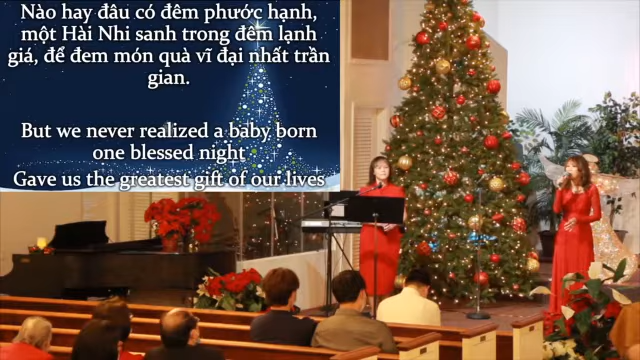 Nào hay đâu có đêm phước hạnh,
một Hài Nhi sanh trong đêm lạnh
giá, để đem món quà vĩ đại nhất trần
gian.
But we never realized a baby born
one blessed night
Gave us the greatest gift of our lives